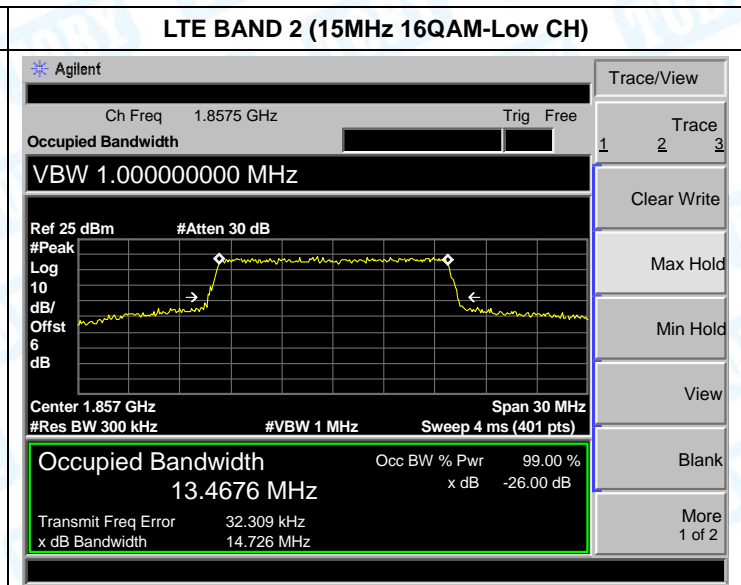 LTE BAND 2 (15MHz 16QAM-Low CH)
Agilent
Ch Freq 1.8575 GHz Trig Free
Occupied Bandwidth
VBW 1.000000000 MHz
Ref 25 dBm #Atten 30 dB
#Peak
Log
10
dB/
Offst
6
dB
Center 1.857 GHz Span 30 MHz
#Res BW 300 kHz #VBW 1 MHz Sweep 4 ms (401 pts)
Occupied Bandwidth Occ BW % Pwr 99.00 %
13.4676 MHz x dB -26.00 dB
Transmit Freq Error 32.309 kHz
x dB Bandwidth 14.726 MHz
Trace/View
Trace
1 2 3
Clear Write
Max Hold
Min Hold
View
Blank
More
1 of 2